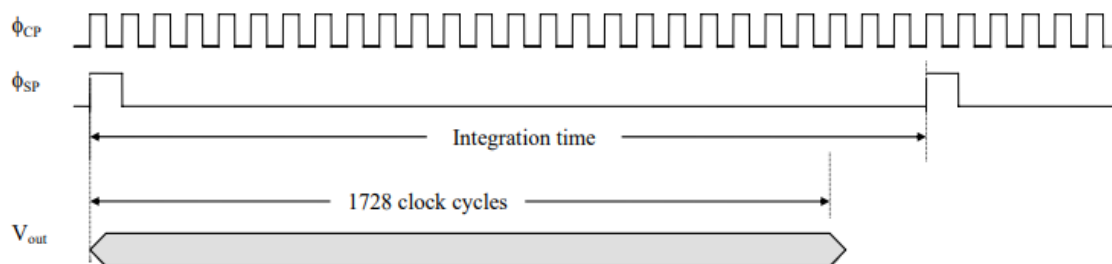 ϕCP
ϕSP
Integration time
1728 clock cycles
Vout